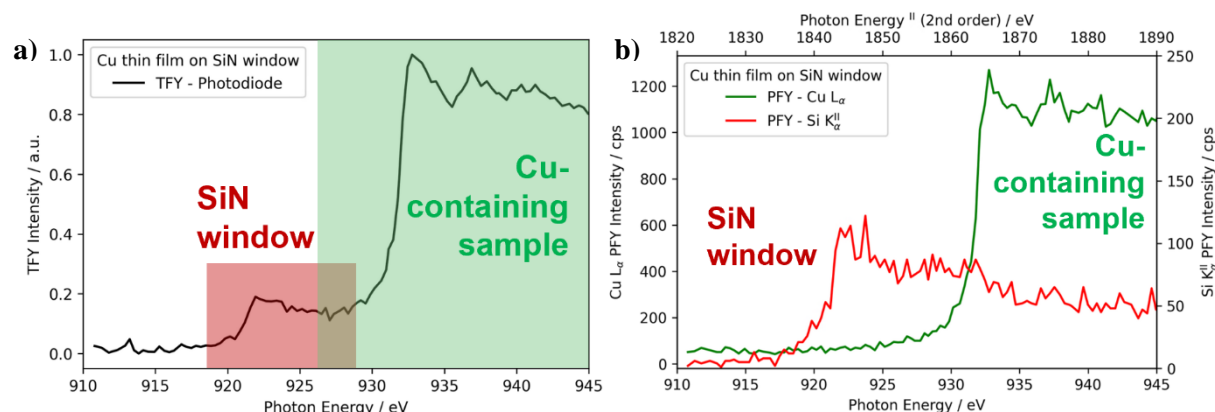 a)
Cu thin film on SiN window
TFY - Photodiode
SiN
window
Cu-
containing
sample
TFY Intensity / a.u.
1.0
0.8
0.6
0.4
0.2
0.0
910 915 920 925 930 935 940 945
Photon Energy / eV
b)
Photon Energy II (2nd order) / eV
1820 1830 1840 1850 1860 1870 1880 1890
Cu thin film on SiN window
PFY - Cu Lα
PFY - Si KαII
SiN
window
Cu-
containing
sample
Cu Lα PFY Intensity / cps
1200
1000
800
600
400
200
0
250
200
150
100
50
0
Si KαII PFY Intensity / cps
910 915 920 925 930 935 940 945
Photon Energy / eV